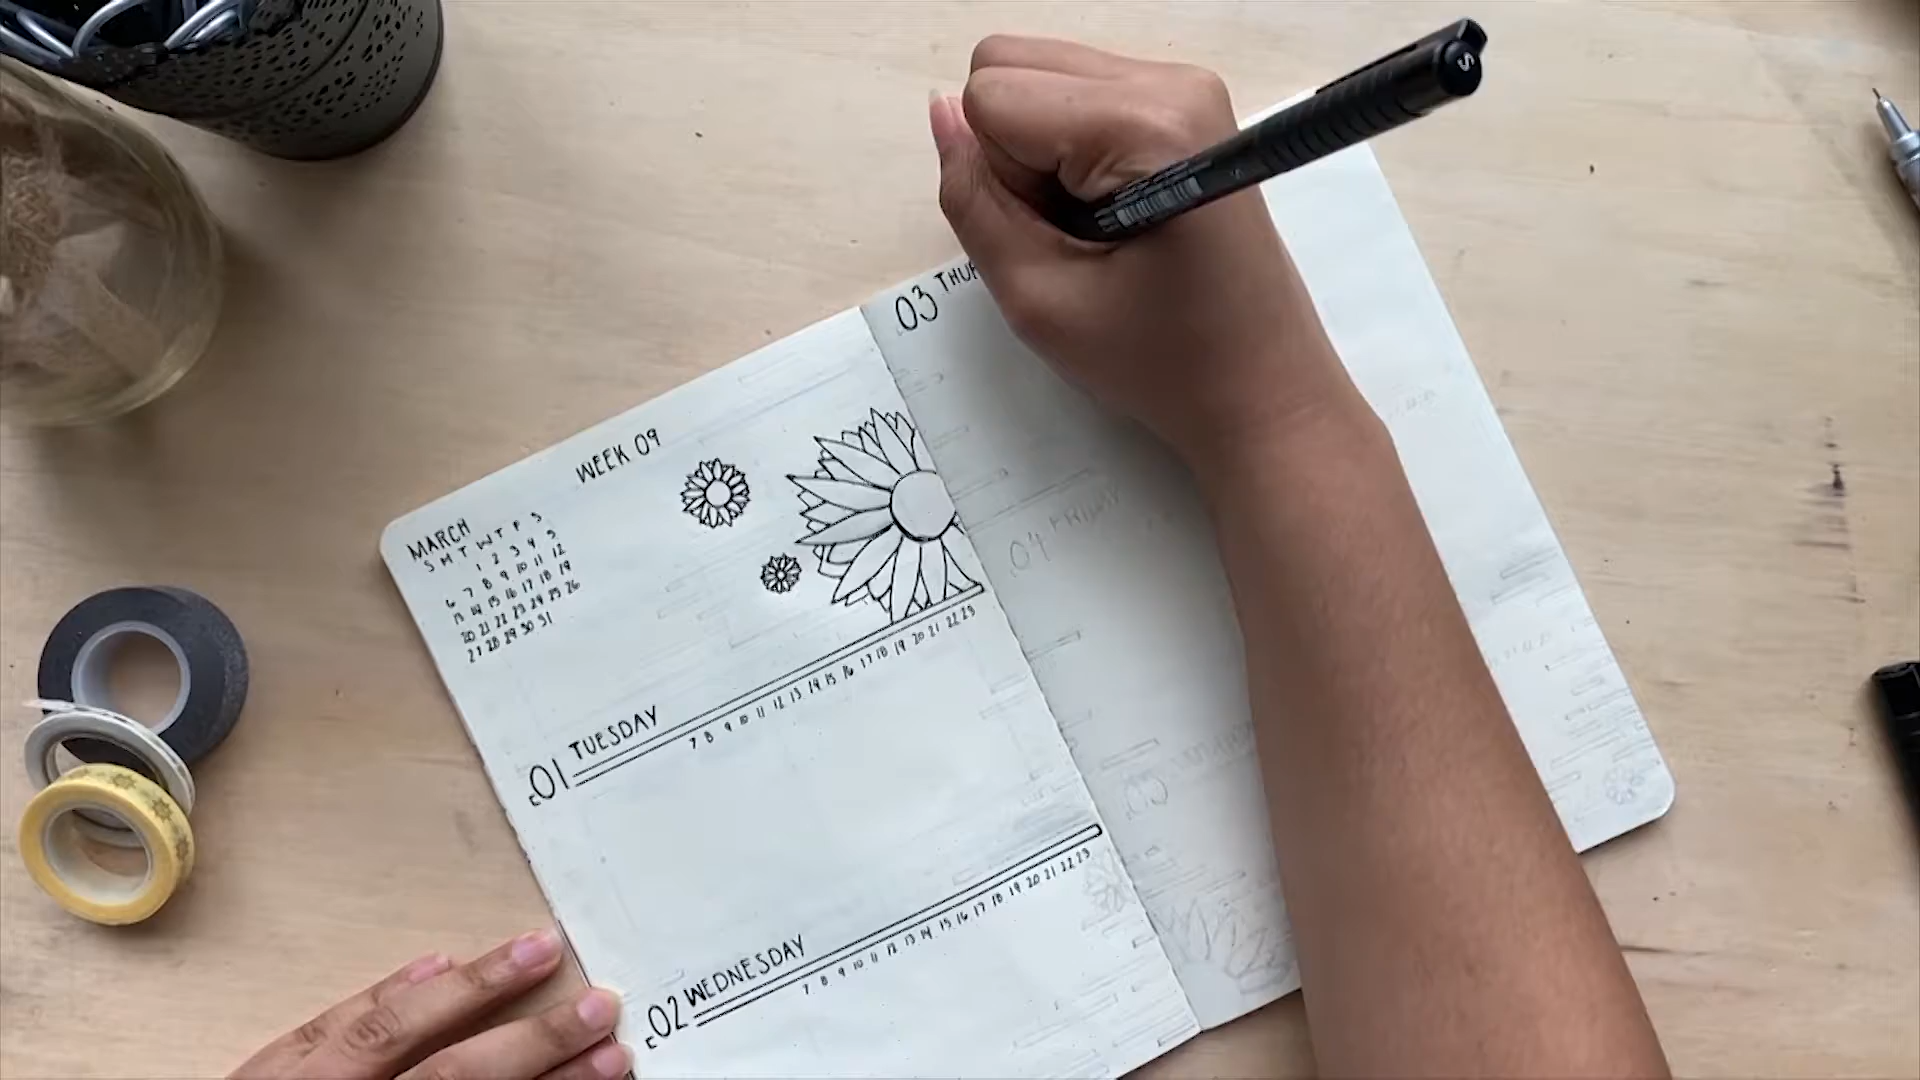 WEEK 09
MARCH
S M T W T F S
1 2 3 4 5
6 7 8 9 10 11 12
13 14 15 16 17 18 19
20 21 22 23 24 25 26
27 28 29 30 31
01 TUESDAY
7 8 9 10 11 12 13 14 15 16 17 18 19 20 21 22 23
02 WEDNESDAY
7 8 9 10 11 12 13 14 15 16 17 18 19 20 21 22 23
03 THUR
04 FRIDAY
S